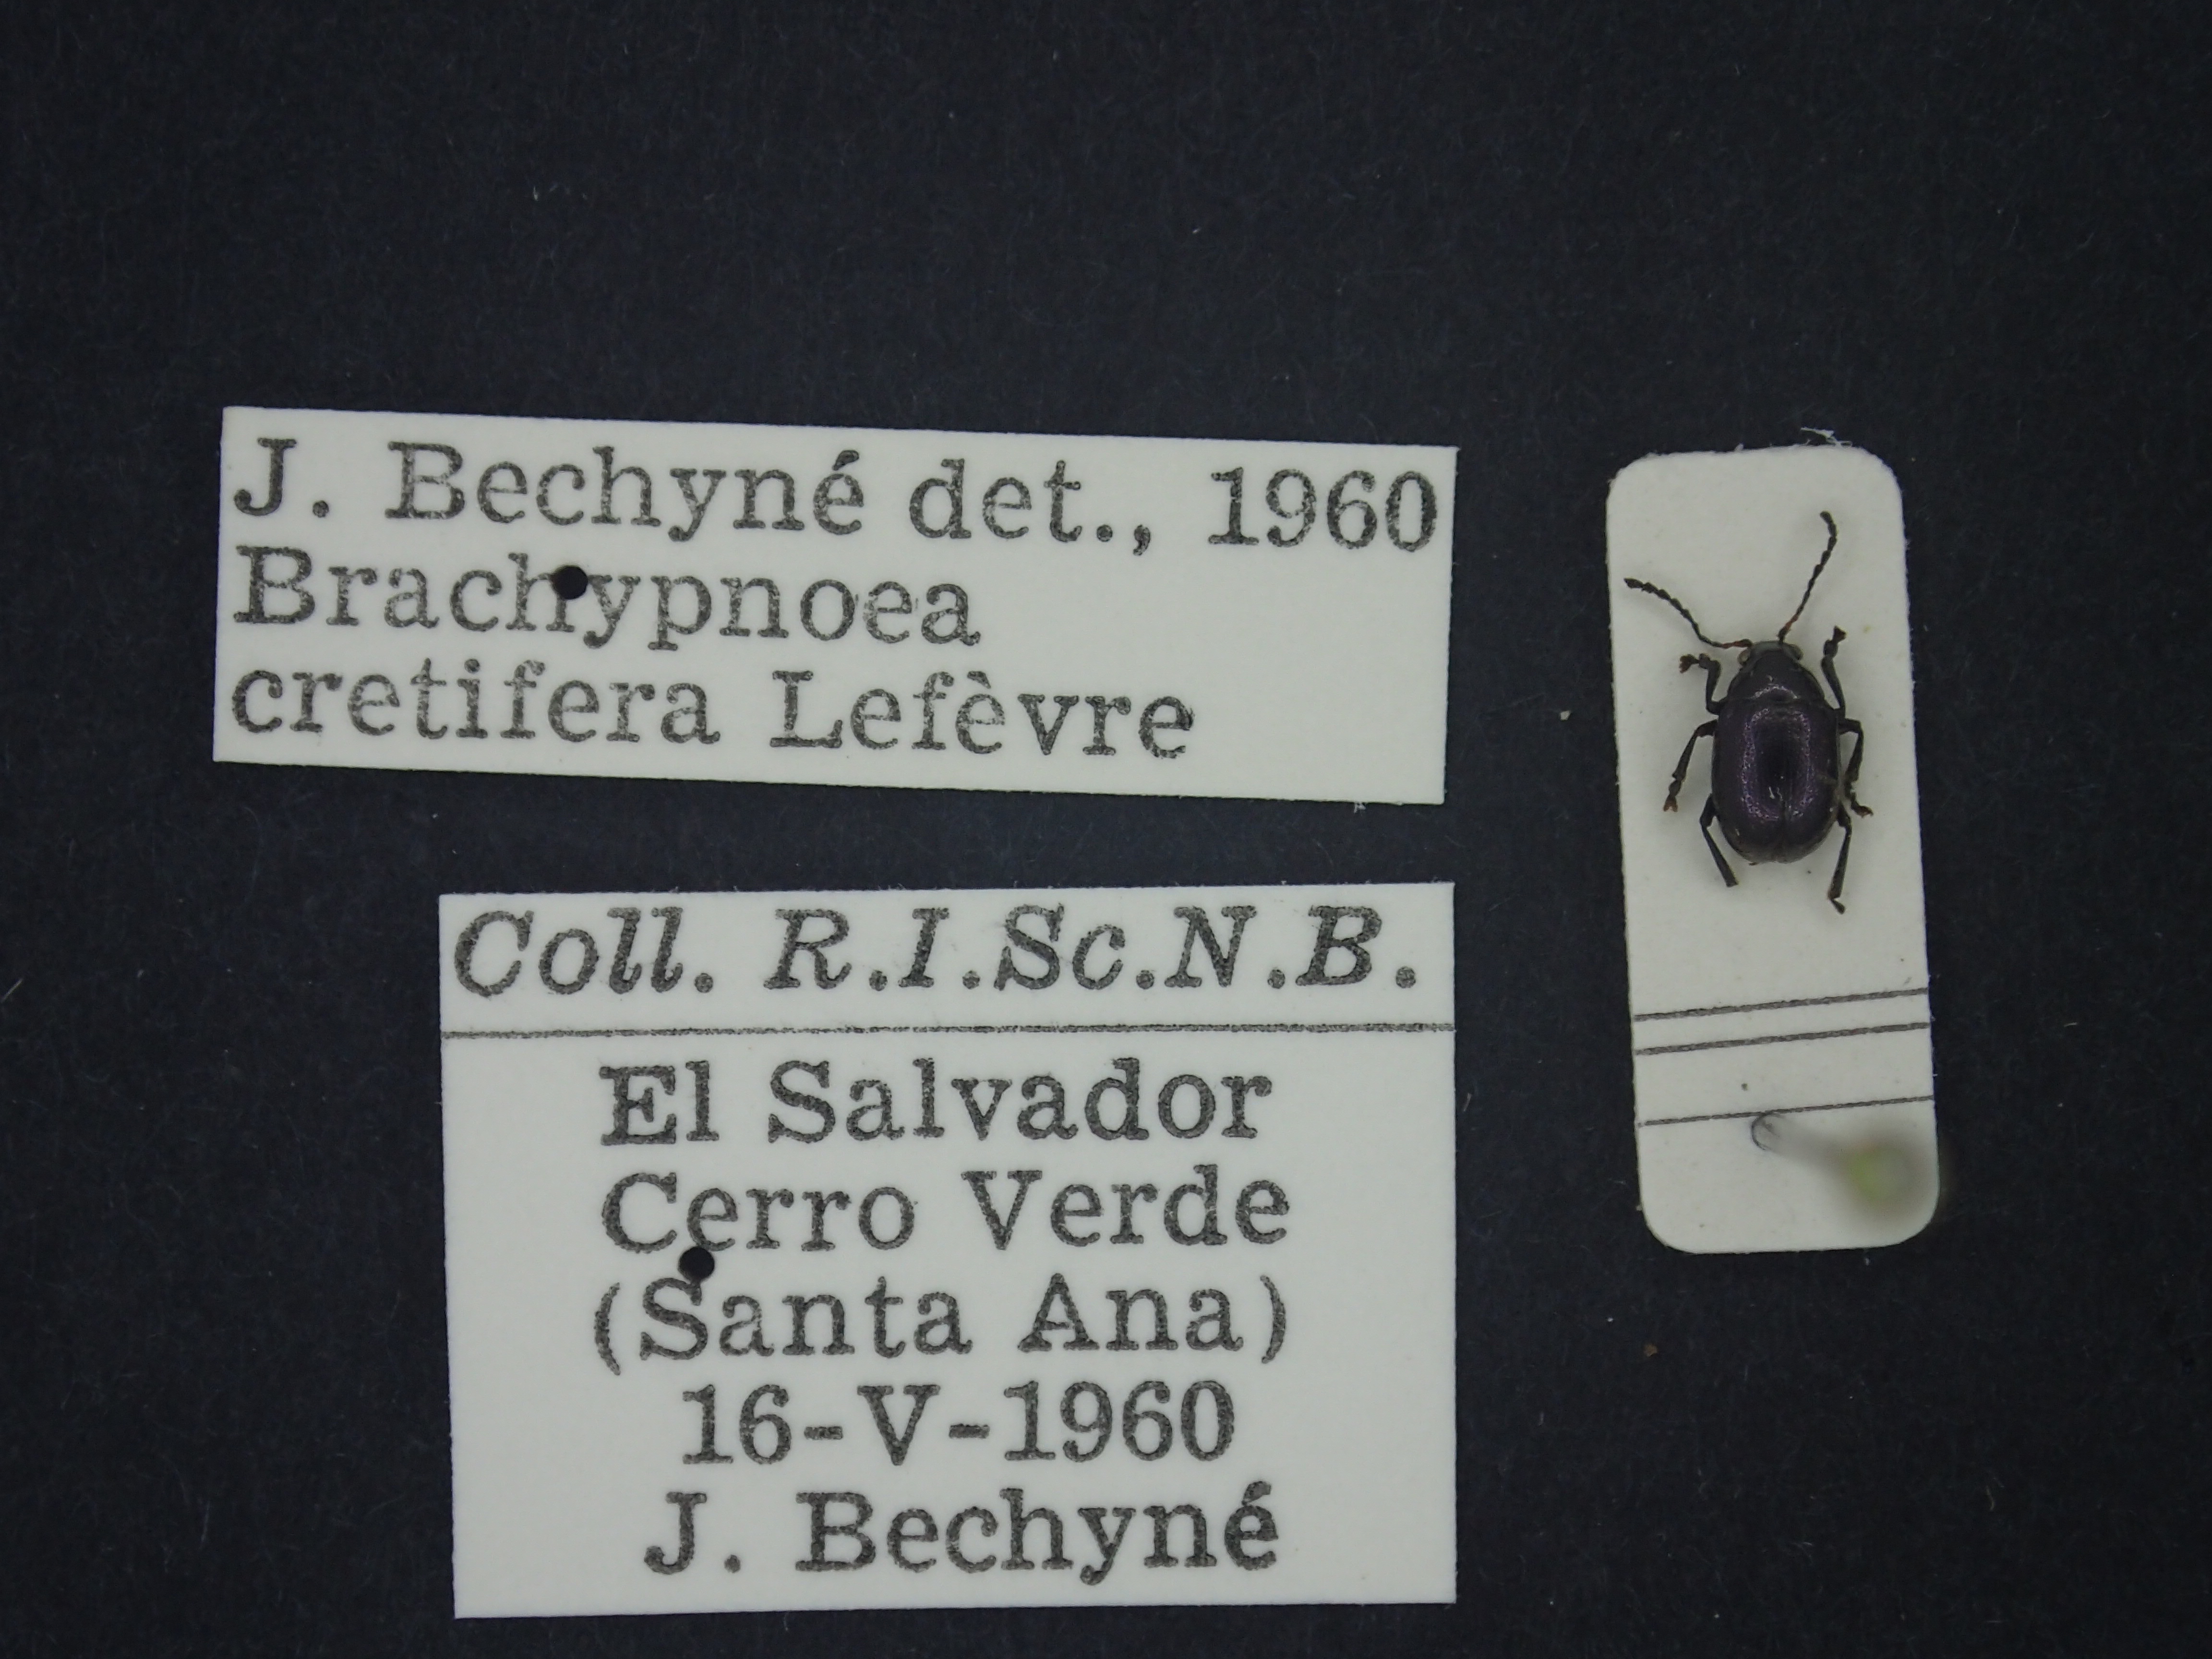 J. Bechyné det., 1960
Brachypnoea
cretifera Lefèvre
Coll. R.I.Sc.N.B.
El Salvador
Cerro Verde
(Santa Ana)
16-V-1960
J. Bechyné